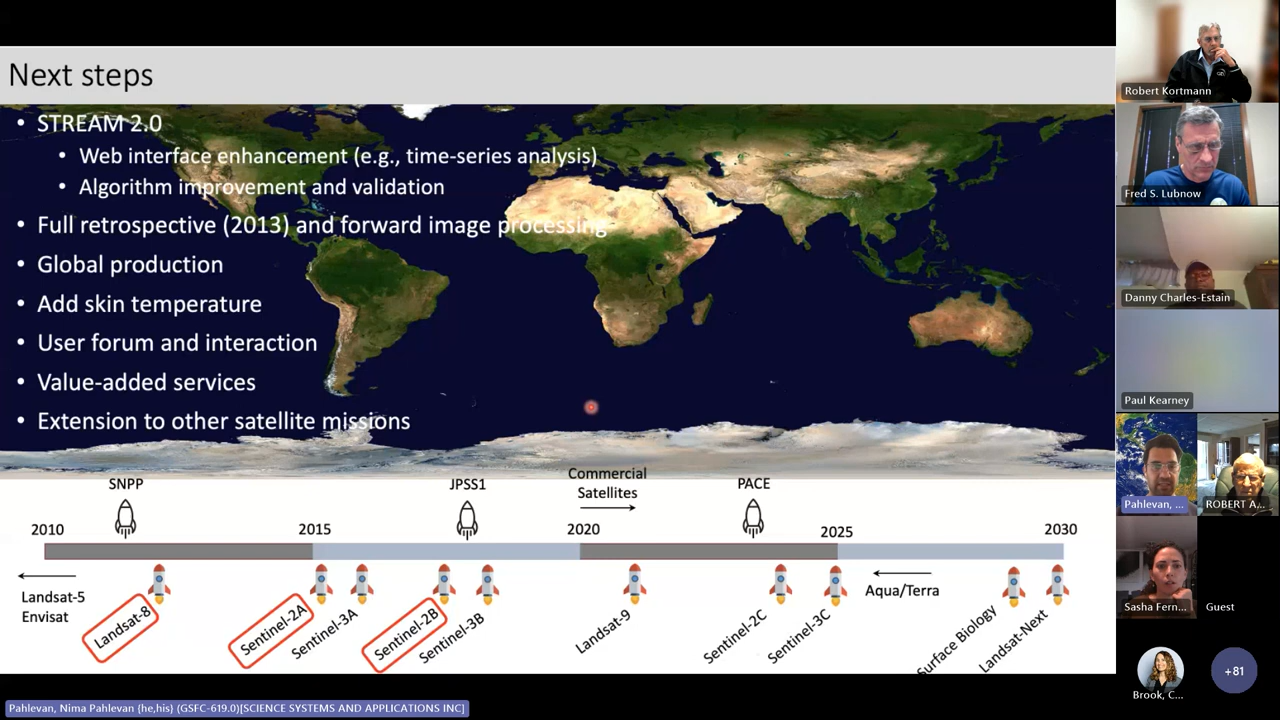 Next steps
• STREAM 2.0
• Web interface enhancement (e.g., time-series analysis)
• Algorithm improvement and validation
• Full retrospective (2013) and forward image processing
• Global production
• Add skin temperature
• User forum and interaction
• Value-added services
• Extension to other satellite missions
SNPP
JPSS1
Commercial
Satellites
PACE
2010
2015
2020
2025
2030
Landsat-5
Envisat
Landsat-8
Sentinel-2A
Sentinel-3A
Sentinel-2B
Sentinel-3B
Landsat-9
Sentinel-2C
Sentinel-3C
Aqua/Terra
Surface Biology
Landsat-Next
Pahlevan, Nima Pahlevan (he,his) (GSFC-619.0)[SCIENCE SYSTEMS AND APPLICATIONS INC]
Robert Kortmann
Fred S. Lubnow
Danny Charles-Estain
Paul Kearney
Pahlevan, ...
ROBERT A,...
Sasha Fern...
Guest
Brook, C...
+81